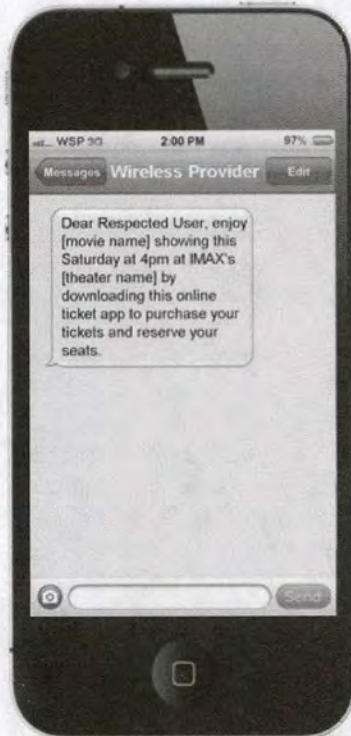 WSP 3G 2:00 PM 97%
Messages Wireless Provider Edit
Dear Respected User, enjoy
[movie name] showing this
Saturday at 4pm at IMAX's
[theater name] by
downloading this online
ticket app to purchase your
tickets and reserve your
seats.
Send